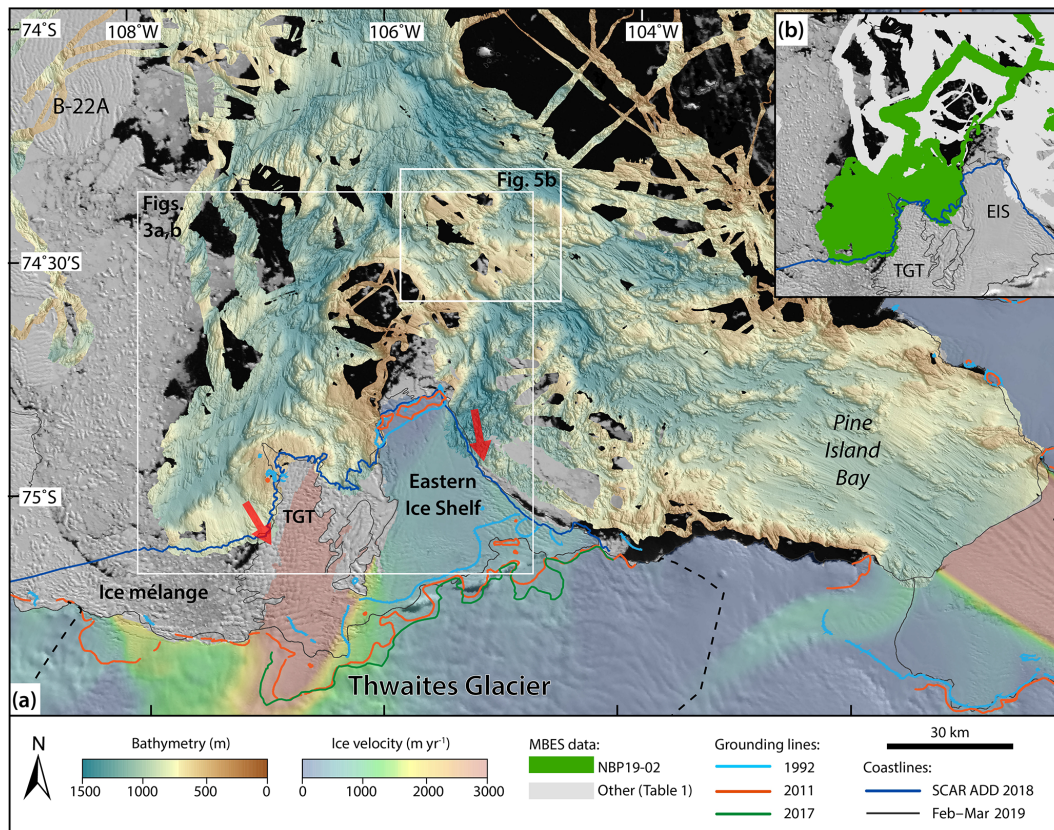 74°S
108°W
106°W
104°W
(b)
B-22A
Fig. 5b
Figs.
3a,b
EIS
TGT
74°30'S
Pine
Island
Bay
75°S
TGT
Eastern
Ice Shelf
Ice mélange
Thwaites Glacier
(a)
N
Bathymetry (m)
1500 1000 500 0
Ice velocity (m yr⁻¹)
0 1000 2000 3000
MBES data:
NBP19-02
Other (Table 1)
Grounding lines:
1992
2011
2017
30 km
Coastlines:
SCAR ADD 2018
Feb–Mar 2019